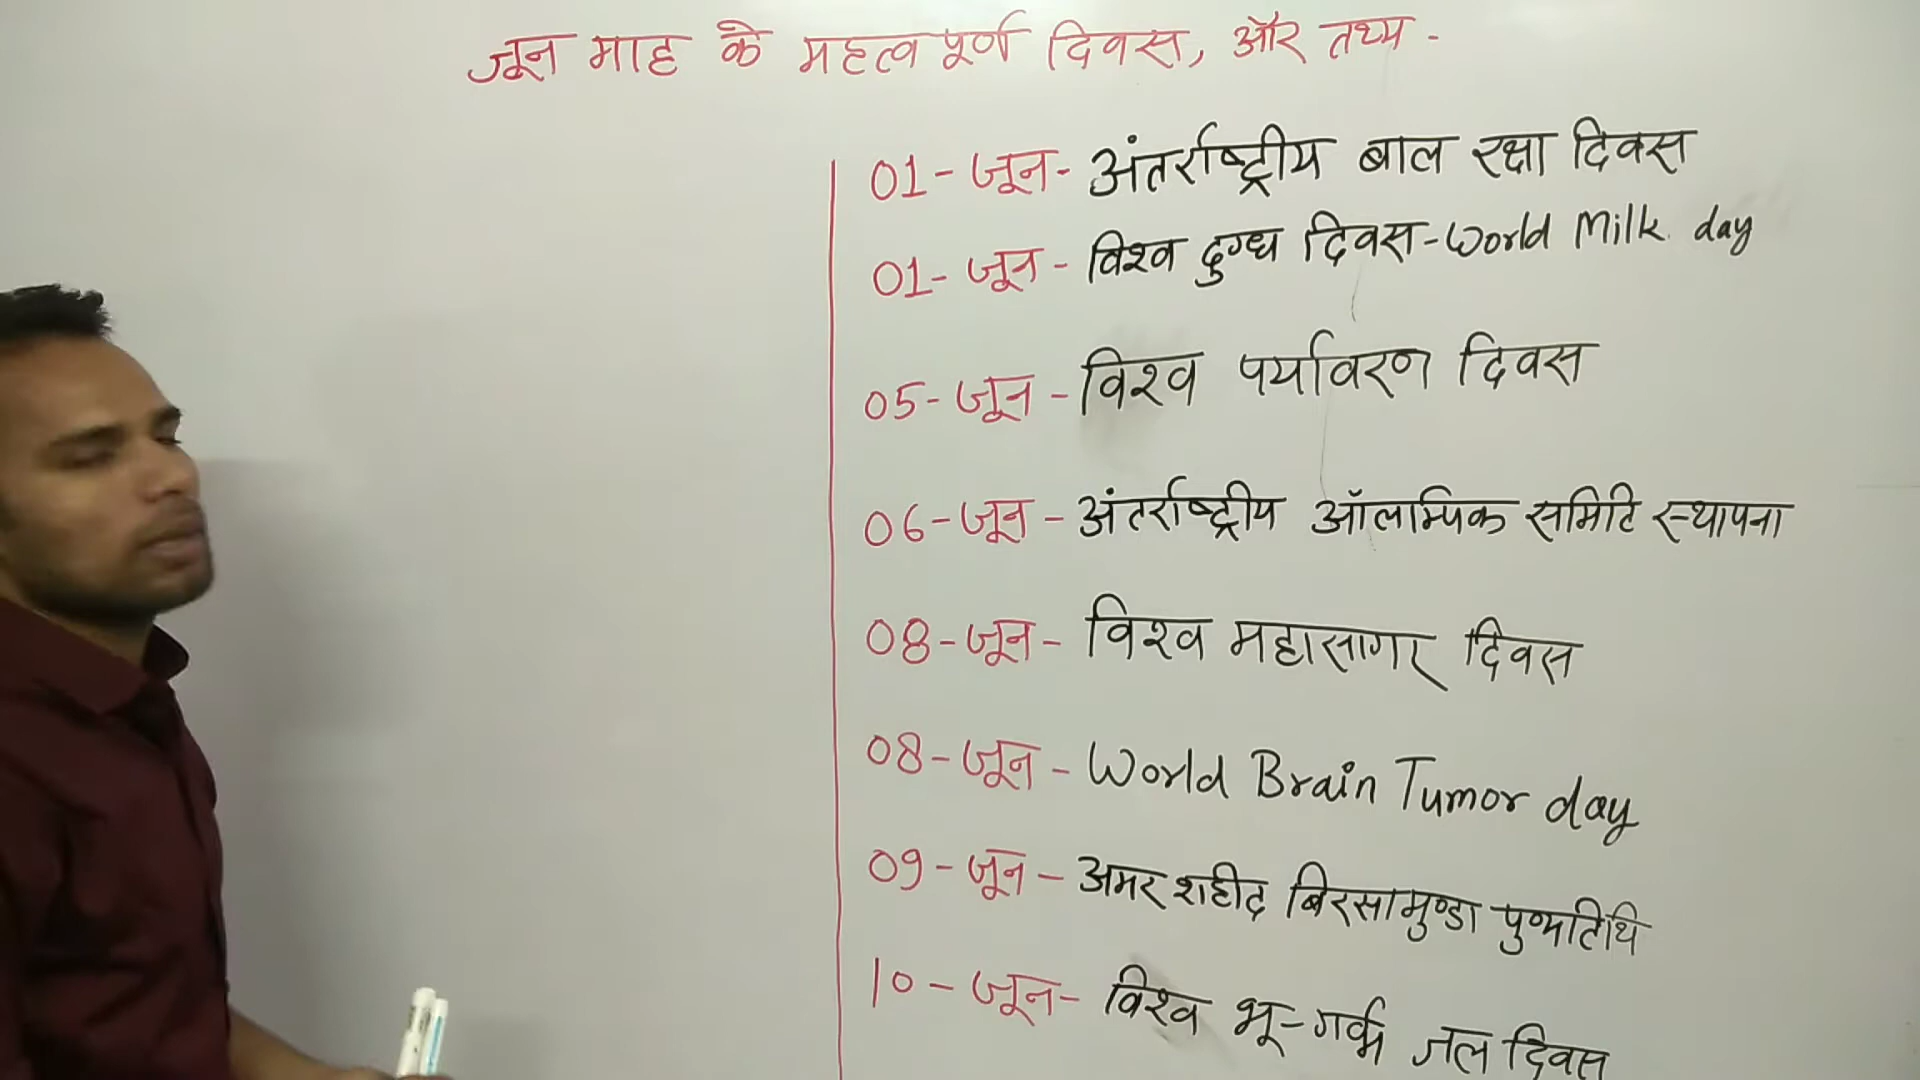 जून माह के महत्वपूर्ण दिवस, और तथ्य -
01- जून- अंतर्राष्ट्रीय बाल रक्षा दिवस
01- जून - विश्व दुग्ध दिवस-World Milk day
05- जून - विश्व पर्यावरण दिवस
06-जून - अंतर्राष्ट्रीय ऑलम्पिक समिति स्थापना
08-जून- विश्व महासागर दिवस
08-जून - World Brain Tumor day
09-जून - अमर शहीद बिरसामुण्डा पुण्यतिथि
10 - जून- विश्व भू-गर्भ जल दिवस